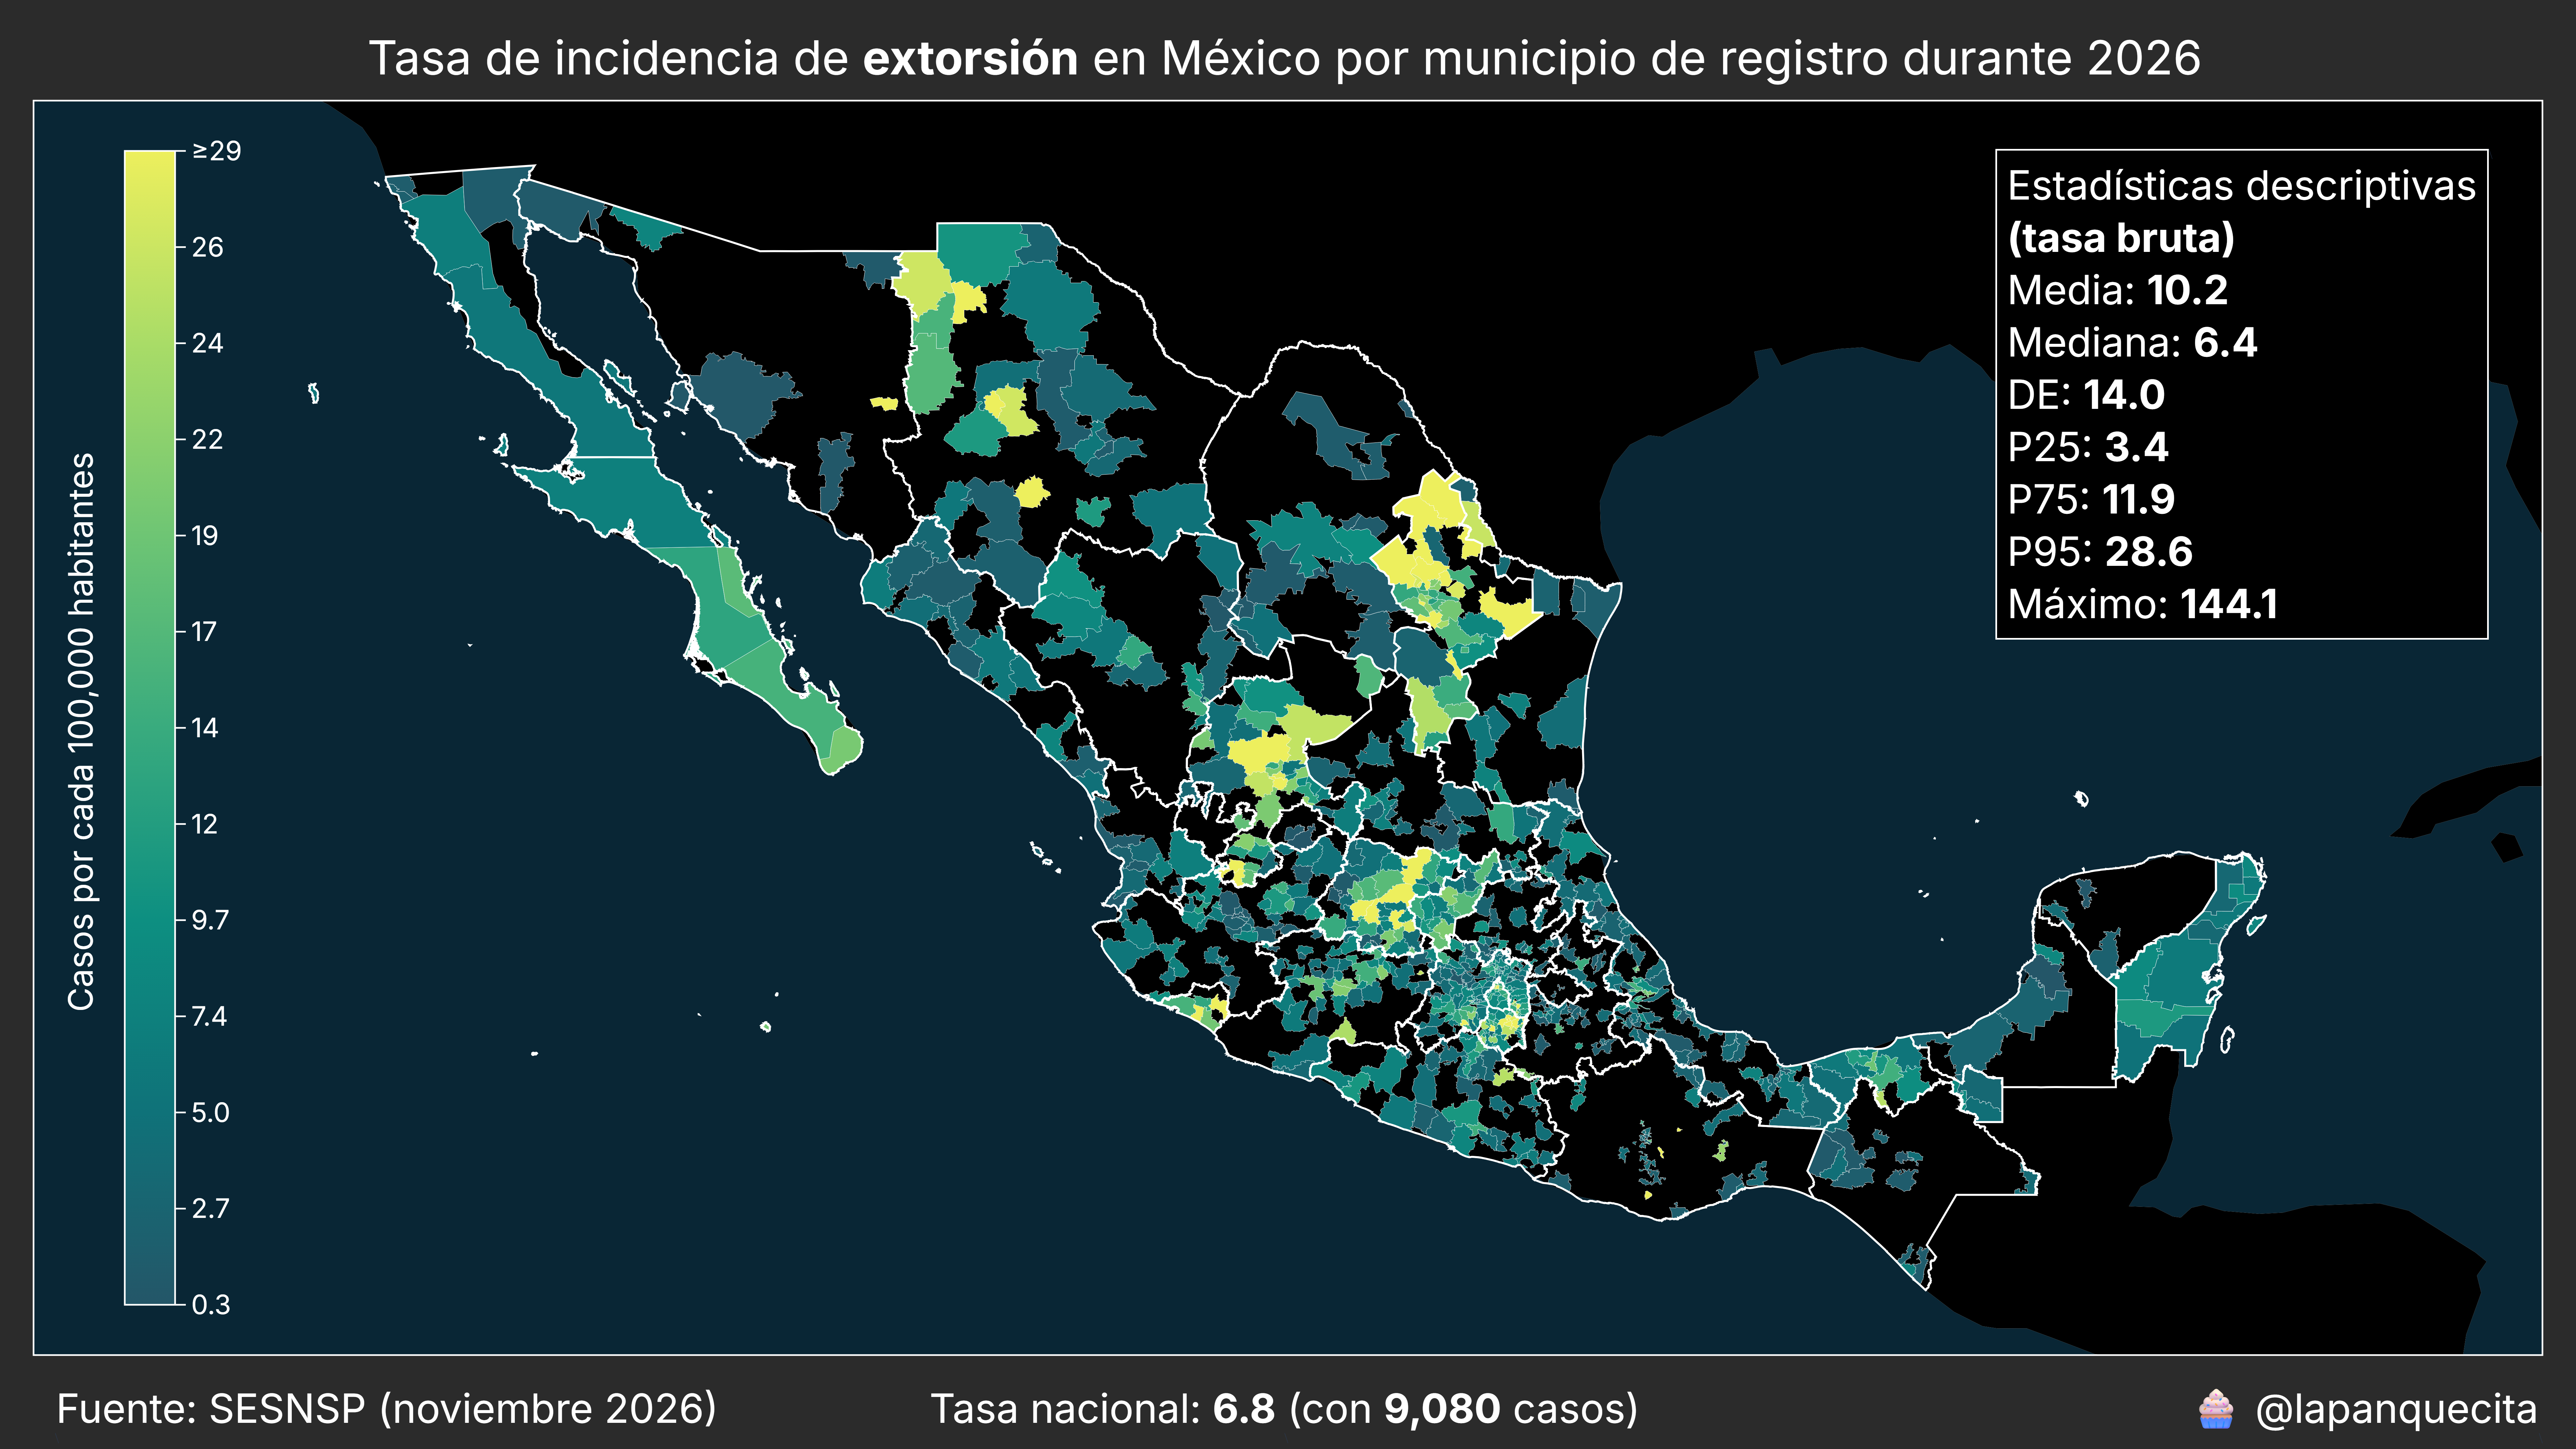 Tasa de incidencia de extorsión en México por municipio de registro durante 2026
Casos por cada 100,000 habitantes
≥29
26
24
22
19
17
14
12
9.7
7.4
5.0
2.7
0.3
Estadísticas descriptivas
(tasa bruta)
Media: 10.2
Mediana: 6.4
DE: 14.0
P25: 3.4
P75: 11.9
P95: 28.6
Máximo: 144.1
Fuente: SESNSP (noviembre 2026)
Tasa nacional: 6.8 (con 9,080 casos)
🧁 @lapanquecita